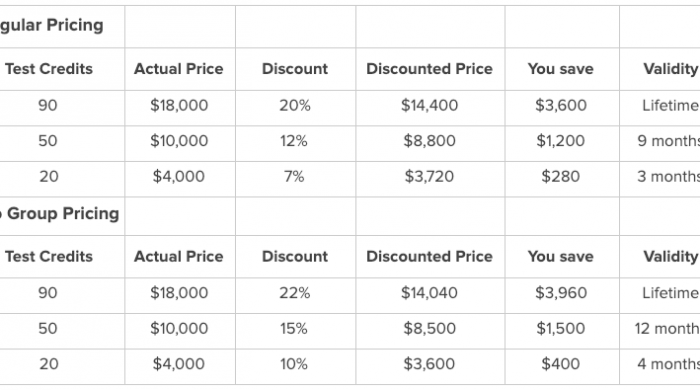 gular Pricing
Test Credits Actual Price Discount Discounted Price You save Validity
90 $18,000 20% $14,400 $3,600 Lifetime
50 $10,000 12% $8,800 $1,200 9 months
20 $4,000 7% $3,720 $280 3 months
Group Pricing
Test Credits Actual Price Discount Discounted Price You save Validity
90 $18,000 22% $14,040 $3,960 Lifetime
50 $10,000 15% $8,500 $1,500 12 month
20 $4,000 10% $3,600 $400 4 months